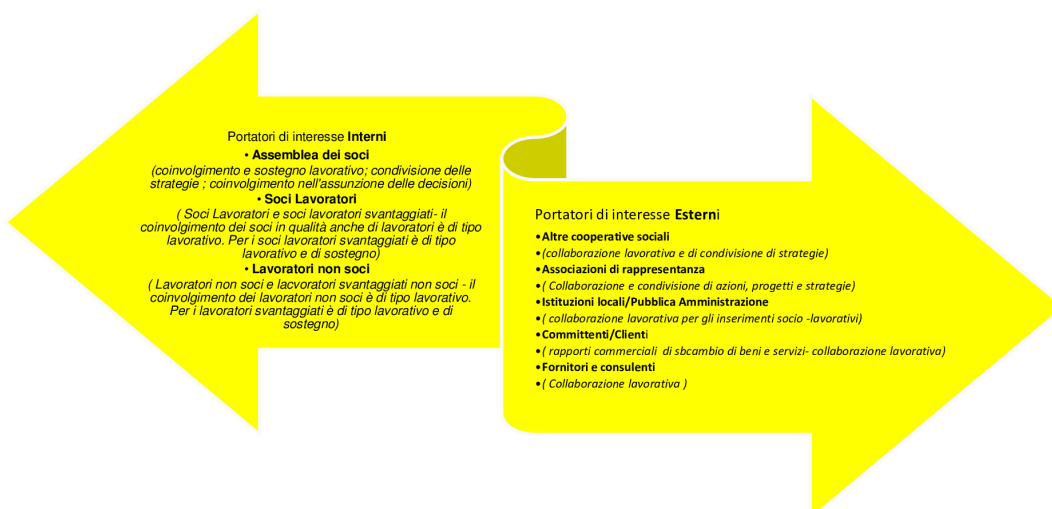 Portatori di interesse Interni
• Assemblea dei soci
(coinvolgimento e sostegno lavorativo; condivisione delle
strategie ; coinvolgimento nell'assunzione delle decisioni)
• Soci Lavoratori
( Soci Lavoratori e soci lavoratori svantaggiati- il
coinvolgimento dei soci in qualità anche di lavoratori è di tipo
lavorativo. Per i soci lavoratori svantaggiati è di tipo
lavorativo e di sostegno)
• Lavoratori non soci
( Lavoratori non soci e lacvoratori svantaggiati non soci - il
coinvolgimento dei lavoratori non soci è di tipo lavorativo.
Per i lavoratori svantaggiati è di tipo lavorativo e di
sostegno)
Portatori di interesse Esterni
•Altre cooperative sociali
•(collaborazione lavorativa e di condivisione di strategie)
•Associazioni di rappresentanza
•( Collaborazione e condivisione di azioni, progetti e strategie)
•Istituzioni locali/Pubblica Amministrazione
•( collaborazione lavorativa per gli inserimenti socio -lavorativi)
•Committenti/Clienti
•( rapporti commerciali  di sbcambio di beni e servizi- collaborazione lavorativa)
•Fornitori e consulenti
•( Collaborazione lavorativa )